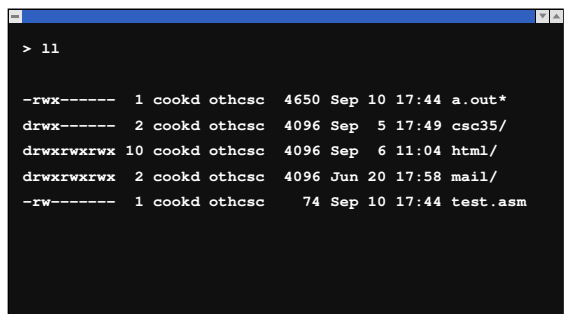 > ll
-rwx------ 1 cookd othcsc 4650 Sep 10 17:44 a.out*
drwx------ 2 cookd othcsc 4096 Sep 5 17:49 csc35/
drwxrwxrwx 10 cookd othcsc 4096 Sep 6 11:04 html/
drwxrwxrwx 2 cookd othcsc 4096 Jun 20 17:58 mail/
-rw------- 1 cookd othcsc 74 Sep 10 17:44 test.asm